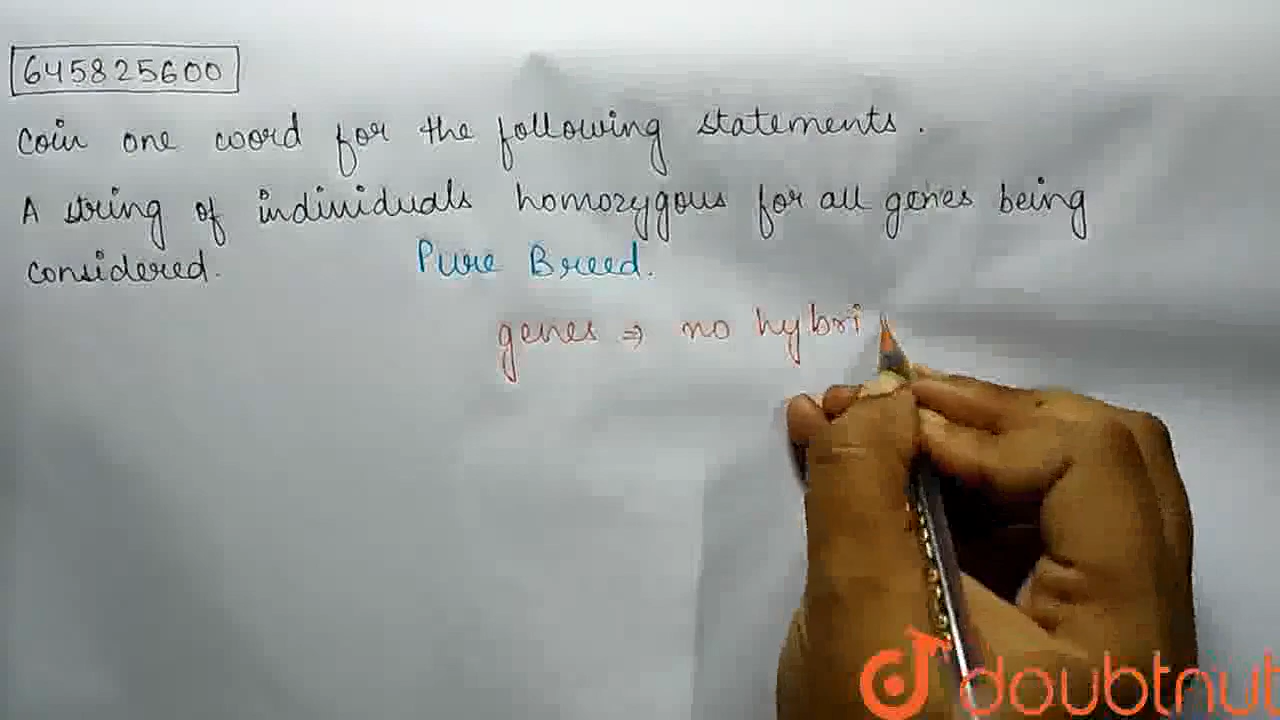 645825600
Coin one word for the following statements.
A string of individuals homozygous for all genes being
considered.
Pure Breed.
genes ⇒ no hybri
doubtnut